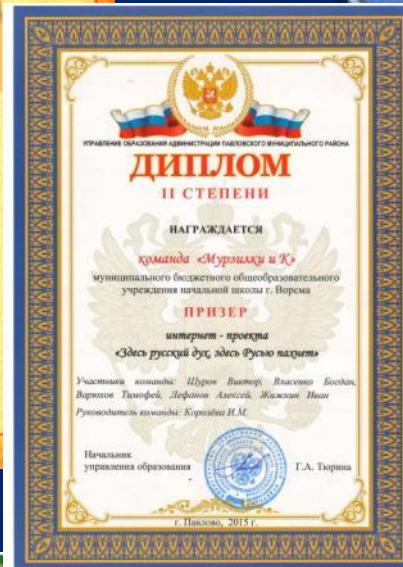 УПРАВЛЕНИЕ ОБРАЗОВАНИЯ АДМИНИСТРАЦИИ ПАВЛОВСКОГО МУНИЦИПАЛЬНОГО РАЙОНА
ДИПЛОМ
II СТЕПЕНИ
НАГРАЖДАЕТСЯ
команда «Мурзилки и К»
муниципального бюджетного общеобразовательного
учреждения начальной школы г. Ворсма
ПРИЗЕР
интернет - проекта
«Здесь русский дух, здесь Русью пахнет»
Участники команды: Щуров Виктор, Власенко Богдан,
Варюхов Тимофей, Лефанов Алексей, Жижкин Иван
Руководитель команды: Королёва И.М.
Начальник
управления образования Г.А. Тюрина
г. Павлово, 2015 г.